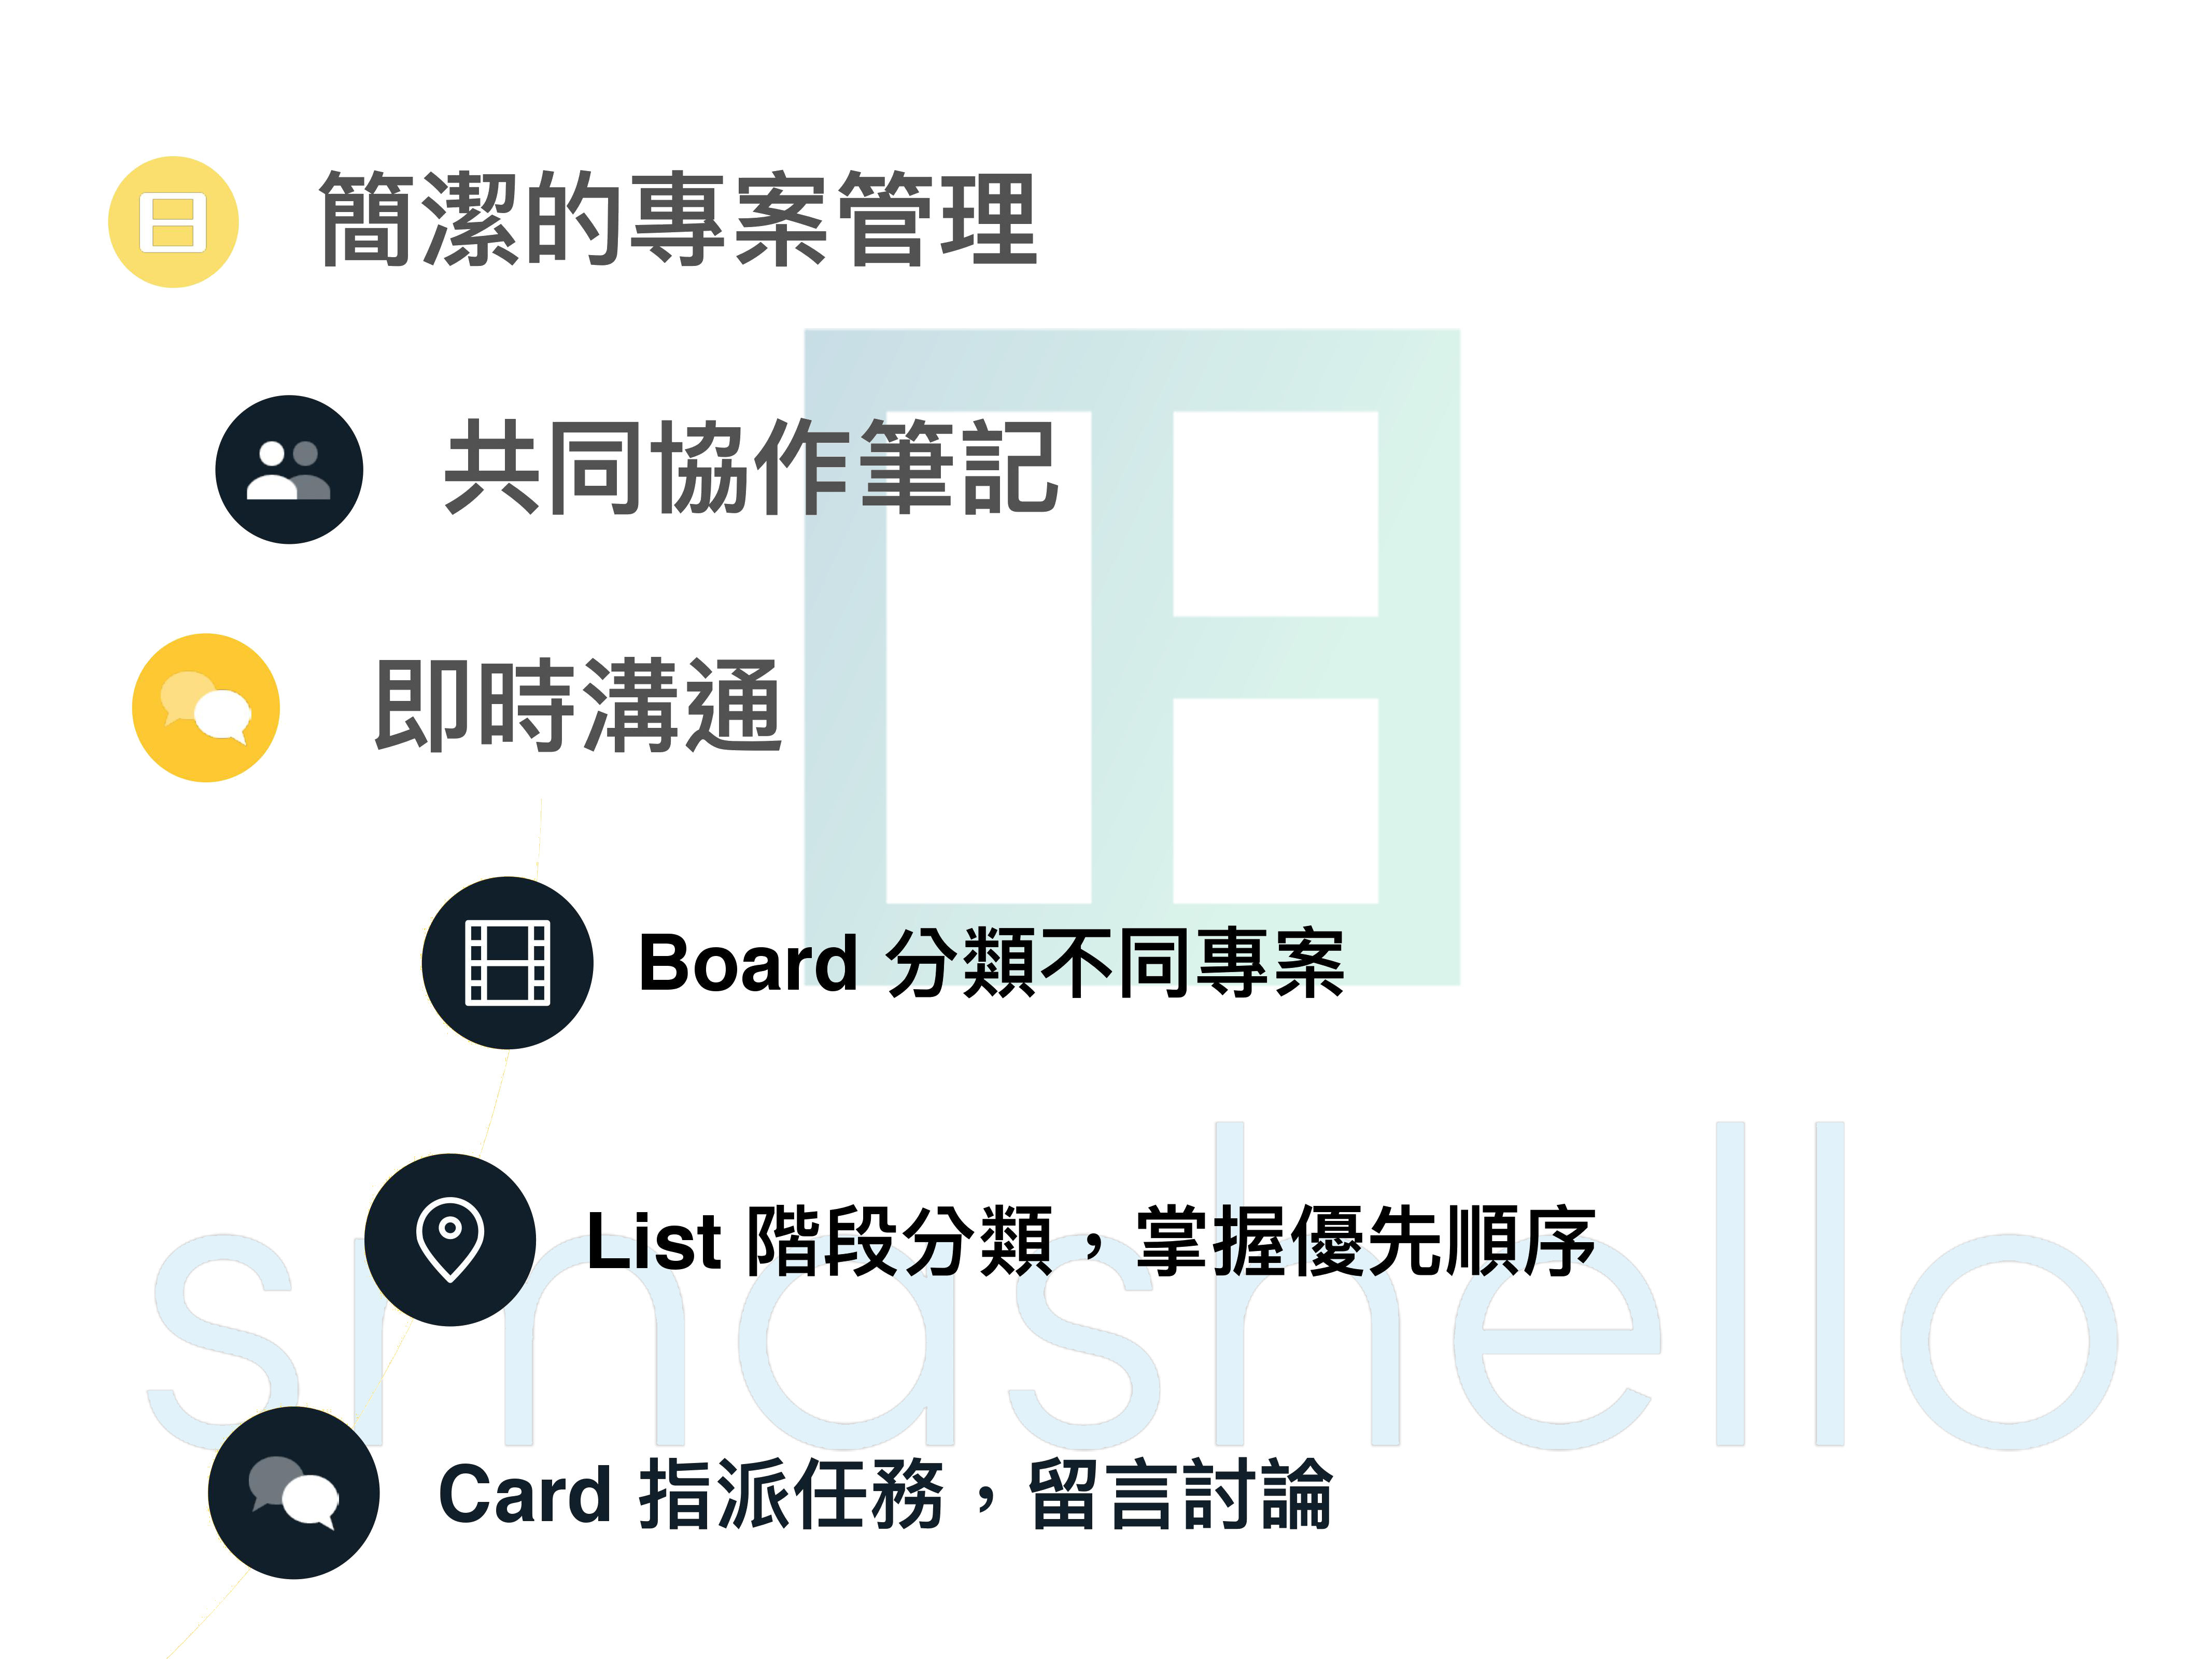 簡潔的專案管理
共同協作筆記
即時溝通
Board 分類不同專案
List 階段分類，掌握優先順序
smashello
Card 指派任務，留言討論